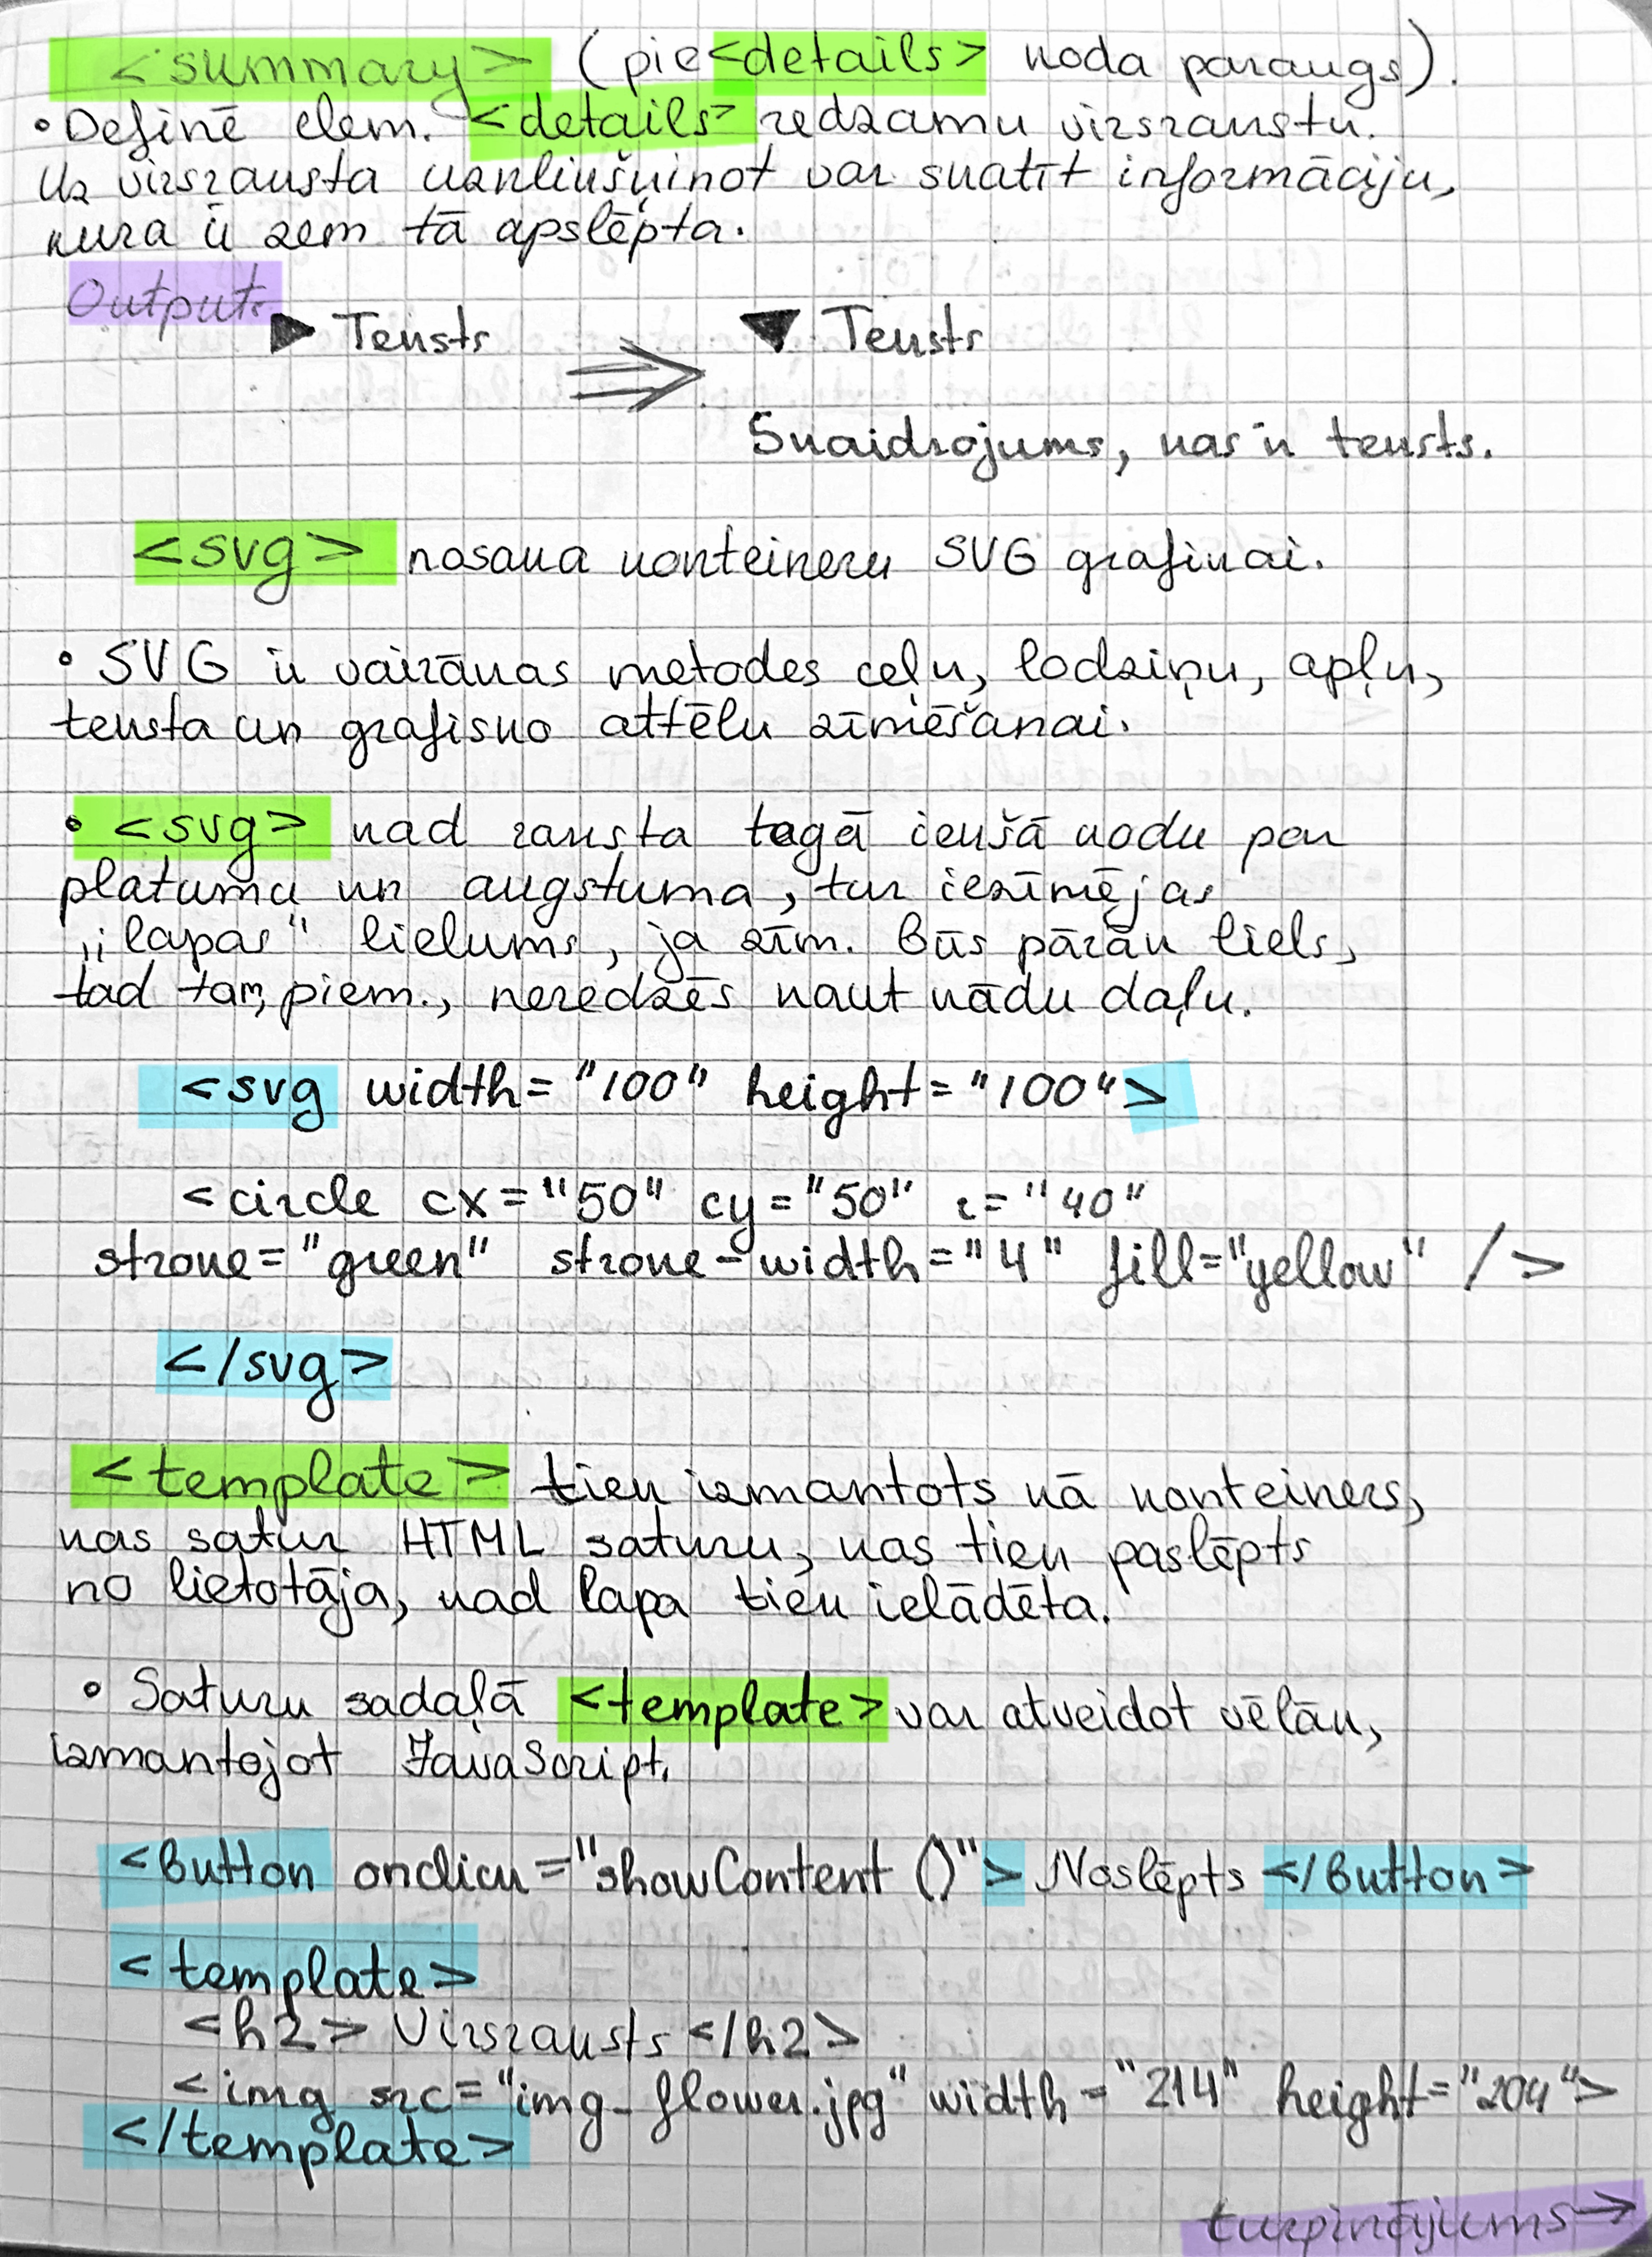 <summary> (pie <details> koda paraugs).
• Definē elem. <details> redzamu virsrakstu.
Uz virsraksta uzklikšķinot var skatīt informāciju,
kura ir zem tā apslēpta.
Output:
▶ Teksts ⇒ ▼ Teksts
Skaidrojums, kas ir teksts.
<svg> nosaka konteineru SVG grafikai.
• SVG ir vairākas metodes ceļu, lodziņu, apļu,
teksta un grafisko attēlu zīmēšanai.
• <svg> kad raksta tagā iekšā kodu par
platumu un augstuma, tur iezīmējas
"lapas" lielums, ja zīm. būs pārāk liels,
tad tam, piem., neredzēs kaut kādu daļu.
<svg width="100" height="100">
<circle cx="50" cy="50" r="40"
stroke="green" stroke-width="4" fill="yellow" />
</svg>
<template> tiek izmantots kā konteiners,
kas satur HTML saturu, kas tiek paslēpts
no lietotāja, kad lapa tiek ielādēta.
• Saturu sadaļā <template> var atveidot vēlāk,
izmantojot JavaScript.
<button onclick="showContent ()"> Noslēpts </button>
<template>
<h2> Virsraksts </h2>
<img src="img_flower.jpg" width="214" height="204">
</template>
turpinājums →